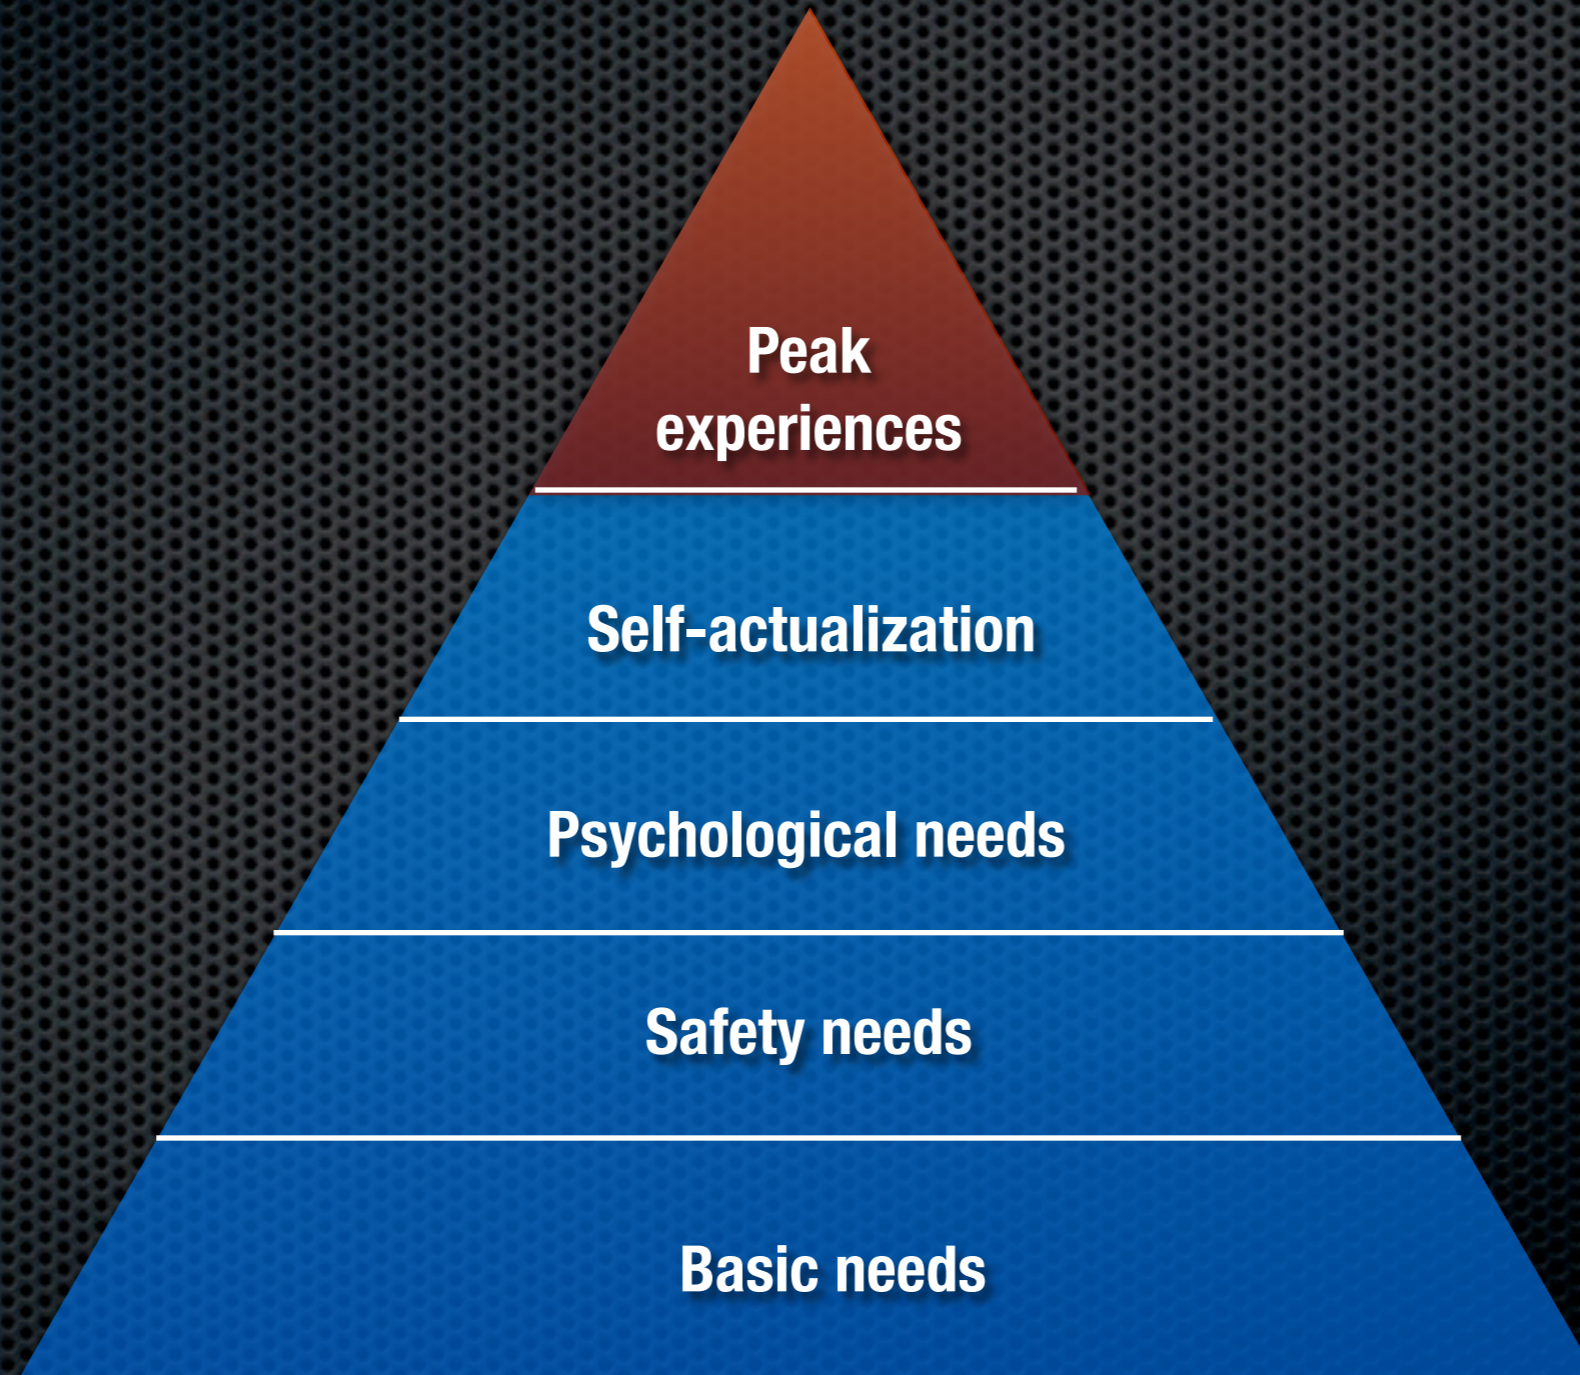 Peak
experiences
Self-actualization
Psychological needs
Safety needs
Basic needs